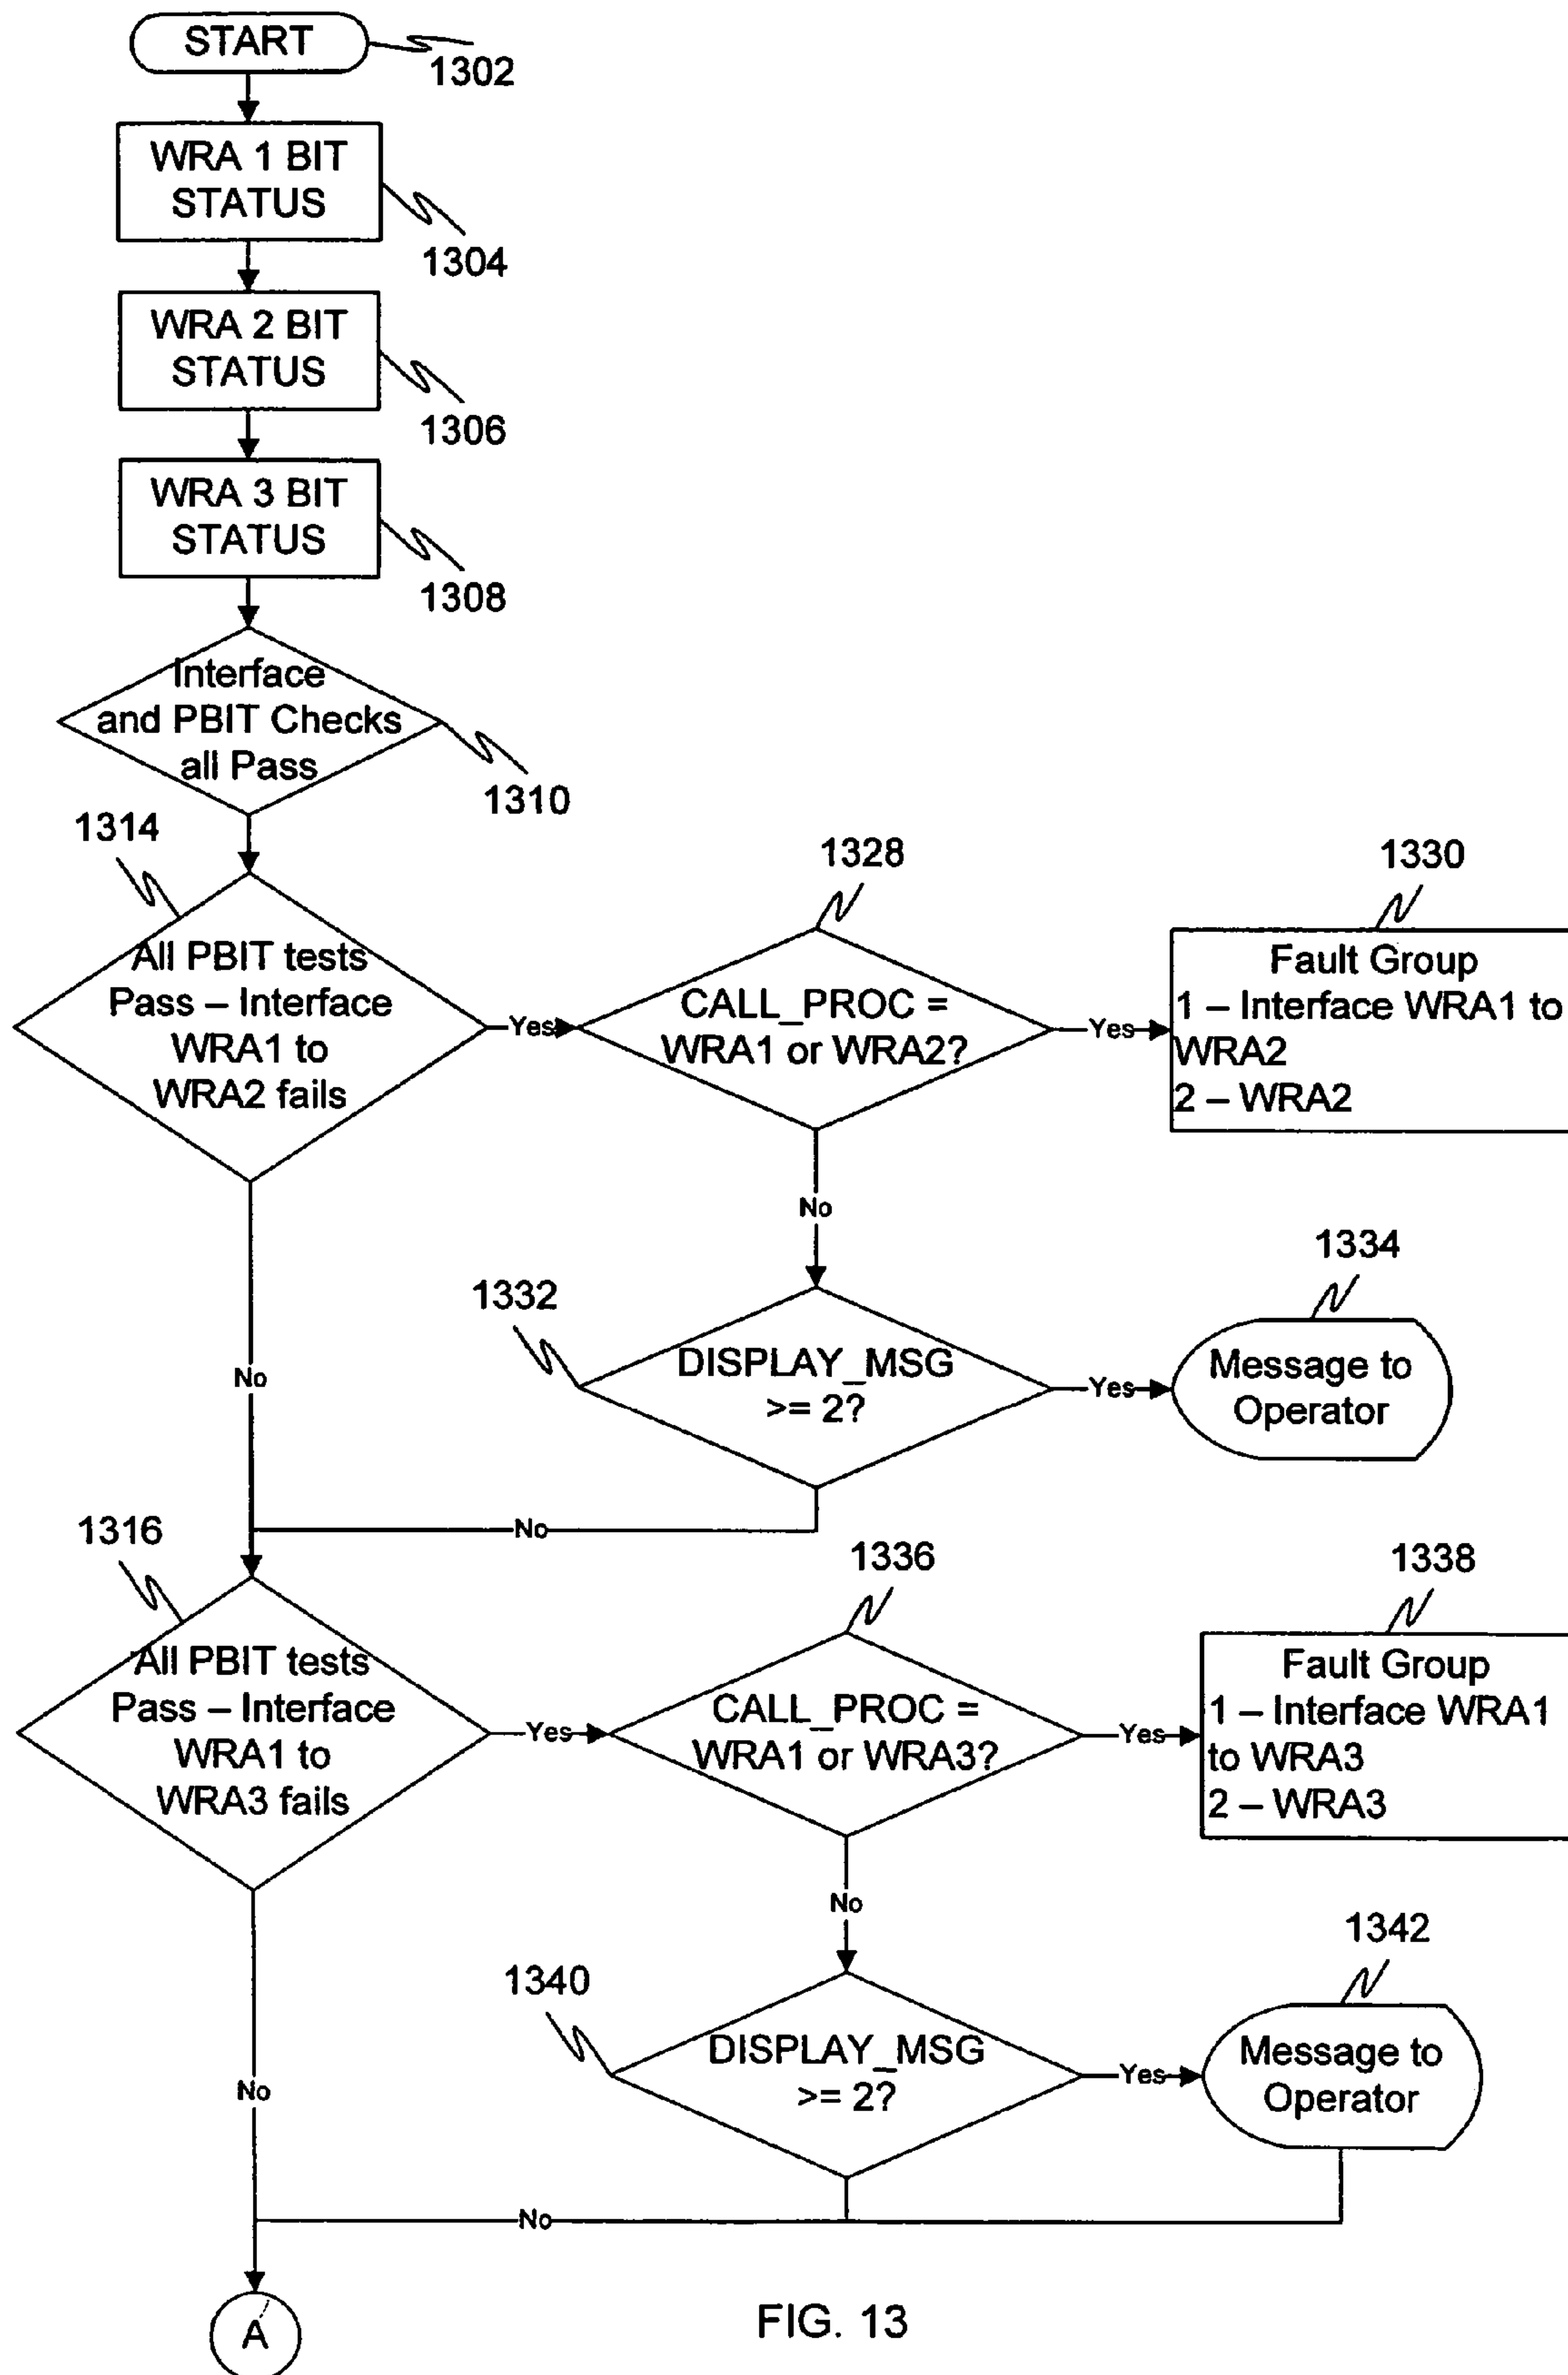 START
1302
WRA 1 BIT
STATUS
1304
WRA 2 BIT
STATUS
1306
WRA 3 BIT
STATUS
1308
Interface
and PBIT Checks
all Pass
1310
1314
All PBIT tests
Pass – Interface
WRA1 to
WRA2 fails
Yes
1328
CALL_PROC =
WRA1 or WRA2?
Yes
1330
Fault Group
1 – Interface WRA1 to
WRA2
2 – WRA2
No
No
1332
DISPLAY_MSG
>= 2?
Yes
1334
Message to
Operator
No
1316
All PBIT tests
Pass – Interface
WRA1 to
WRA3 fails
Yes
1336
CALL_PROC =
WRA1 or WRA3?
Yes
1338
Fault Group
1 – Interface WRA1
to WRA3
2 – WRA3
No
No
1340
DISPLAY_MSG
>= 2?
Yes
1342
Message to
Operator
No
A
FIG. 13